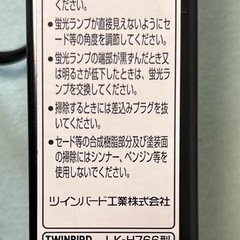 ●蛍光ランプが直接見えないようにセ
ード等の角度を調節してください。
●蛍光ランプの端部が黒ずんだとき又
は明るさが低下したときは、蛍光ラ
ンプを交換してください。
●掃除するときには差込みプラグを抜
いてください。
●セード等の合成樹脂部分及び塗装面
の掃除にはシンナー、ベンジン等を
使用しないでください。
ツインバード工業株式会社
TWINBIRD LK-H766型